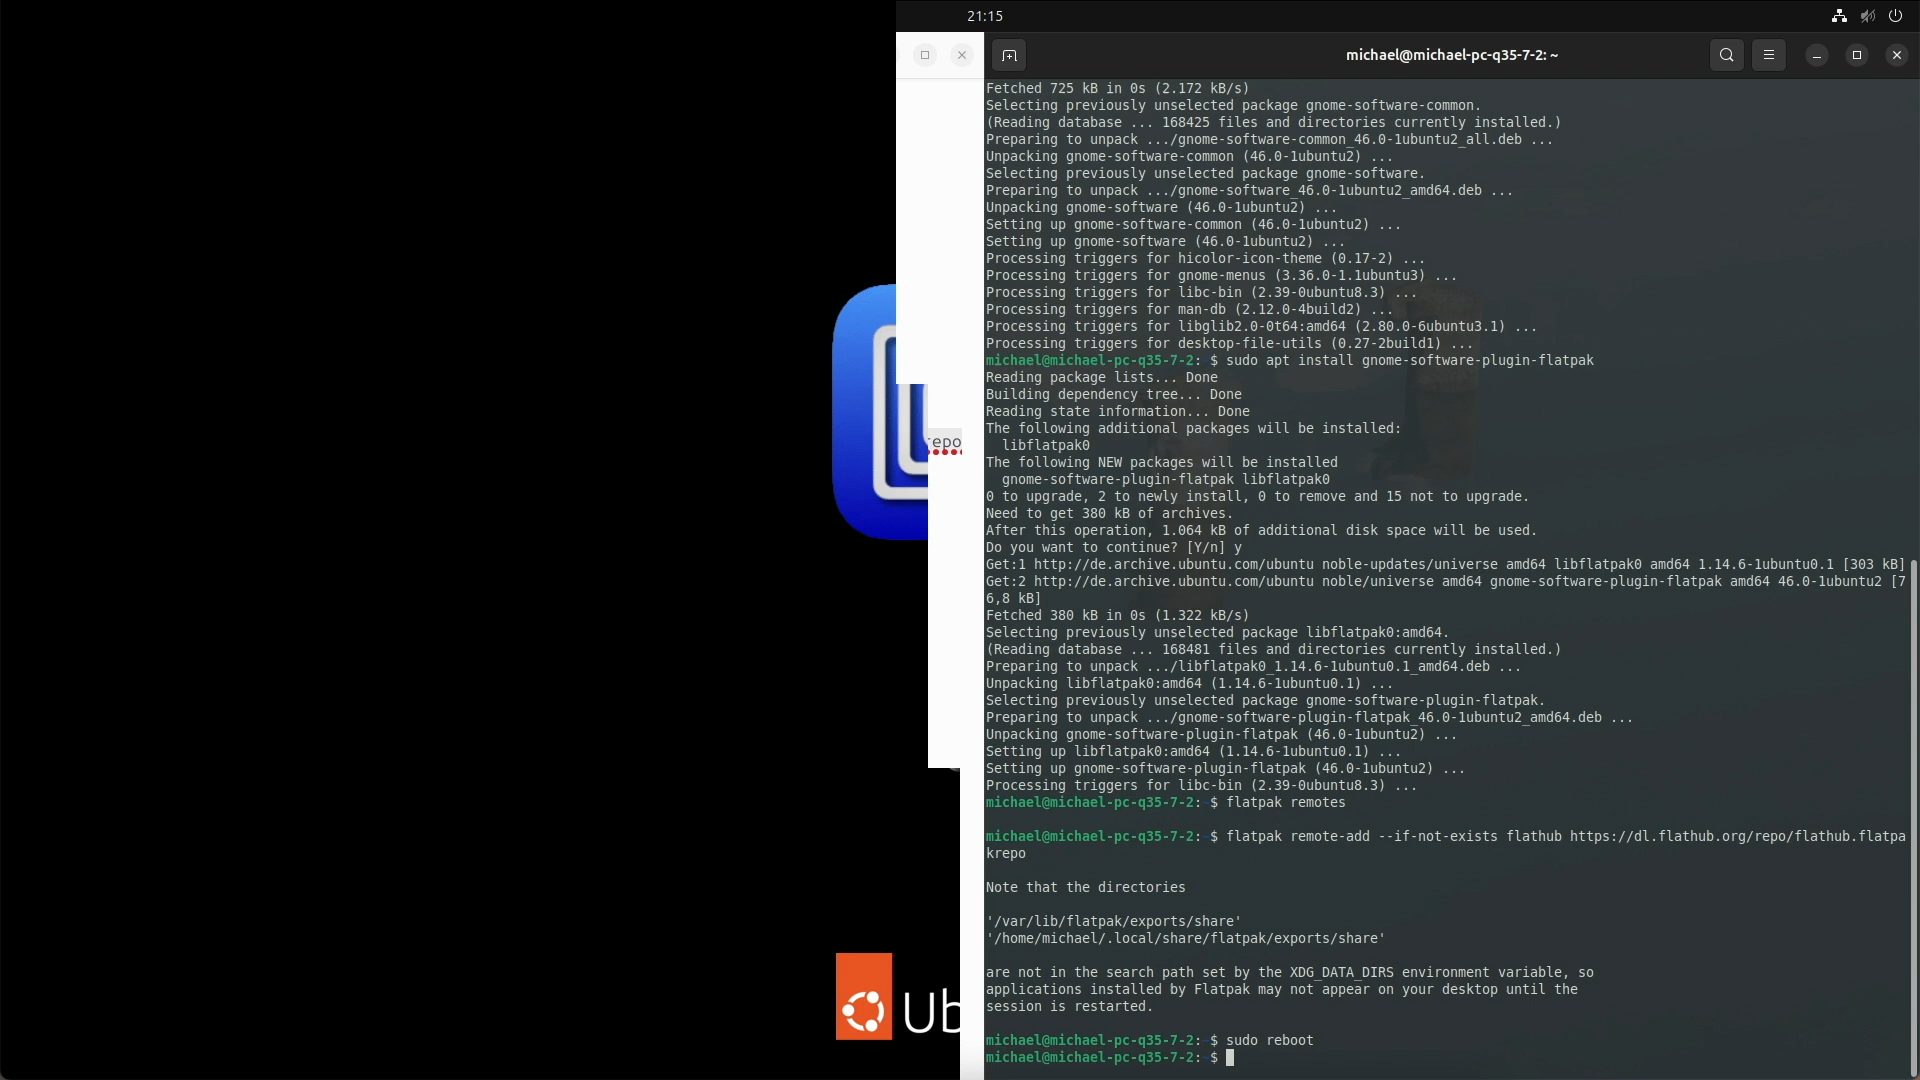 21:15
michael@michael-pc-q35-7-2: ~
Fetched 725 kB in 0s (2.172 kB/s)
Selecting previously unselected package gnome-software-common.
(Reading database ... 168425 files and directories currently installed.)
Preparing to unpack .../gnome-software-common_46.0-1ubuntu2_all.deb ...
Unpacking gnome-software-common (46.0-1ubuntu2) ...
Selecting previously unselected package gnome-software.
Preparing to unpack .../gnome-software_46.0-1ubuntu2_amd64.deb ...
Unpacking gnome-software (46.0-1ubuntu2) ...
Setting up gnome-software-common (46.0-1ubuntu2) ...
Setting up gnome-software (46.0-1ubuntu2) ...
Processing triggers for hicolor-icon-theme (0.17-2) ...
Processing triggers for gnome-menus (3.36.0-1.1ubuntu3) ...
Processing triggers for libc-bin (2.39-0ubuntu8.3) ...
Processing triggers for man-db (2.12.0-4build2) ...
Processing triggers for libglib2.0-0t64:amd64 (2.80.0-6ubuntu3.1) ...
Processing triggers for desktop-file-utils (0.27-2build1) ...
michael@michael-pc-q35-7-2: $ sudo apt install gnome-software-plugin-flatpak
Reading package lists... Done
Building dependency tree... Done
Reading state information... Done
The following additional packages will be installed:
libflatpak0
The following NEW packages will be installed
gnome-software-plugin-flatpak libflatpak0
0 to upgrade, 2 to newly install, 0 to remove and 15 not to upgrade.
Need to get 380 kB of archives.
After this operation, 1.064 kB of additional disk space will be used.
Do you want to continue? [Y/n] y
Get:1 http://de.archive.ubuntu.com/ubuntu noble-updates/universe amd64 libflatpak0 amd64 1.14.6-1ubuntu0.1 [303 kB]
Get:2 http://de.archive.ubuntu.com/ubuntu noble/universe amd64 gnome-software-plugin-flatpak amd64 46.0-1ubuntu2 [7
6,8 kB]
Fetched 380 kB in 0s (1.322 kB/s)
Selecting previously unselected package libflatpak0:amd64.
(Reading database ... 168481 files and directories currently installed.)
Preparing to unpack .../libflatpak0_1.14.6-1ubuntu0.1_amd64.deb ...
Unpacking libflatpak0:amd64 (1.14.6-1ubuntu0.1) ...
Selecting previously unselected package gnome-software-plugin-flatpak.
Preparing to unpack .../gnome-software-plugin-flatpak_46.0-1ubuntu2_amd64.deb ...
Unpacking gnome-software-plugin-flatpak (46.0-1ubuntu2) ...
Setting up libflatpak0:amd64 (1.14.6-1ubuntu0.1) ...
Setting up gnome-software-plugin-flatpak (46.0-1ubuntu2) ...
Processing triggers for libc-bin (2.39-0ubuntu8.3) ...
michael@michael-pc-q35-7-2: $ flatpak remotes
michael@michael-pc-q35-7-2: $ flatpak remote-add --if-not-exists flathub https://dl.flathub.org/repo/flathub.flatpa
krepo
Note that the directories
'/var/lib/flatpak/exports/share'
'/home/michael/.local/share/flatpak/exports/share'
are not in the search path set by the XDG_DATA_DIRS environment variable, so
applications installed by Flatpak may not appear on your desktop until the
session is restarted.
michael@michael-pc-q35-7-2: $ sudo reboot
michael@michael-pc-q35-7-2: $
repo
Ub